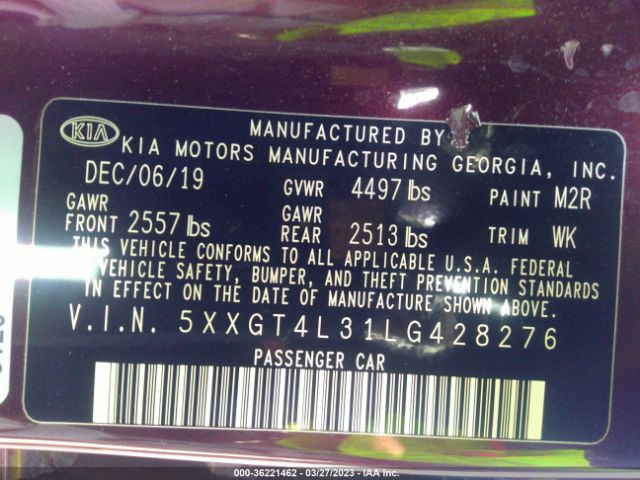 KIA
MANUFACTURED BY
KIA MOTORS MANUFACTURING GEORGIA, INC.
DEC/06/19 GVWR 4497 lbs PAINT M2R
GAWR FRONT 2557 lbs GAWR REAR 2513 lbs TRIM WK
THIS VEHICLE CONFORMS TO ALL APPLICABLE U.S.A. FEDERAL
VEHICLE SAFETY, BUMPER, AND THEFT PREVENTION STANDARDS
IN EFFECT ON THE DATE OF MANUFACTURE SHOWN ABOVE.
V.I.N. 5XXGT4L31LG428276
PASSENGER CAR
000-36221462 — 03/27/2023 — IAA Inc.